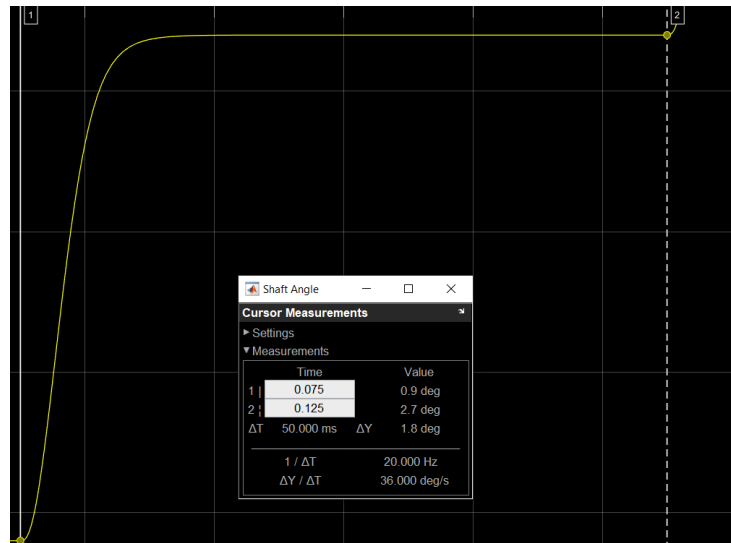 1
2
Shaft Angle
Cursor Measurements
Settings
Measurements
Time Value
1 | 0.075 0.9 deg
2 ¦ 0.125 2.7 deg
ΔT 50.000 ms ΔY 1.8 deg
1 / ΔT 20.000 Hz
ΔY / ΔT 36.000 deg/s